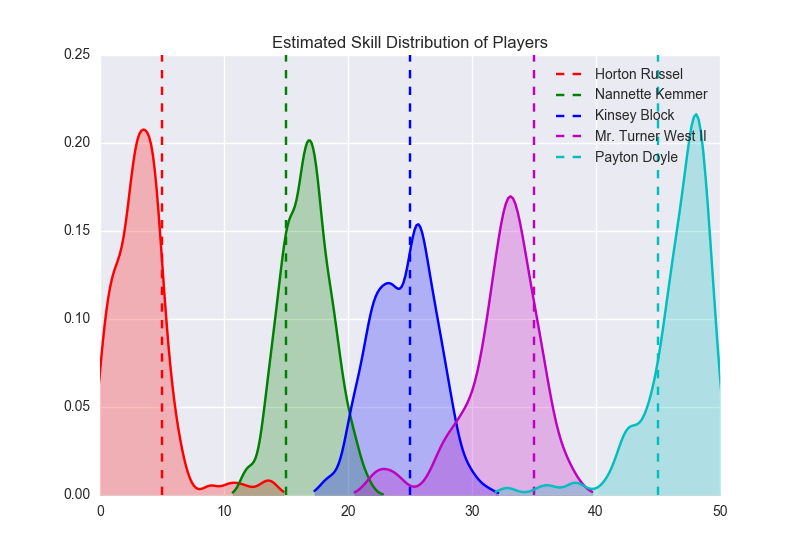 Estimated Skill Distribution of Players
0.25
0.20
0.15
0.10
0.05
0.00
0 10 20 30 40 50
Horton Russel
Nannette Kemmer
Kinsey Block
Mr. Turner West II
Payton Doyle